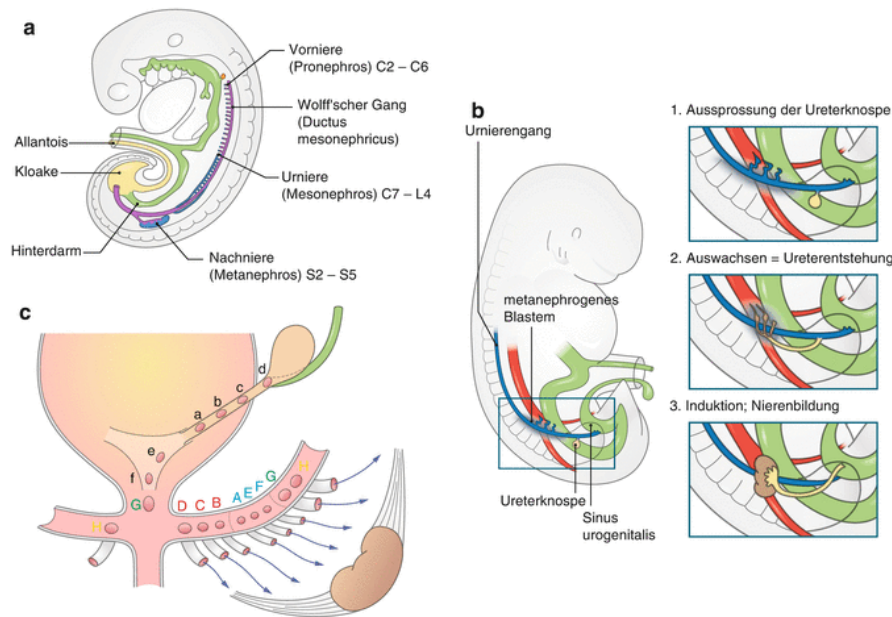 a
Vorniere
(Pronephros) C2 – C6
Wolff'scher Gang
(Ductus
mesonephricus)
Allantois
Kloake
Urniere
(Mesonephros) C7 – L4
Hinterdarm
Nachniere
(Metanephros) S2 – S5
b
Urnierengang
metanephrogenes
Blastem
Ureterknospe
Sinus
urogenitalis
1. Aussprossung der Ureterknospe
2. Auswachsen = Ureterentstehung
3. Induktion; Nierenbildung
c
d
c
b
a
e
f
G
H
D C B A E F G H